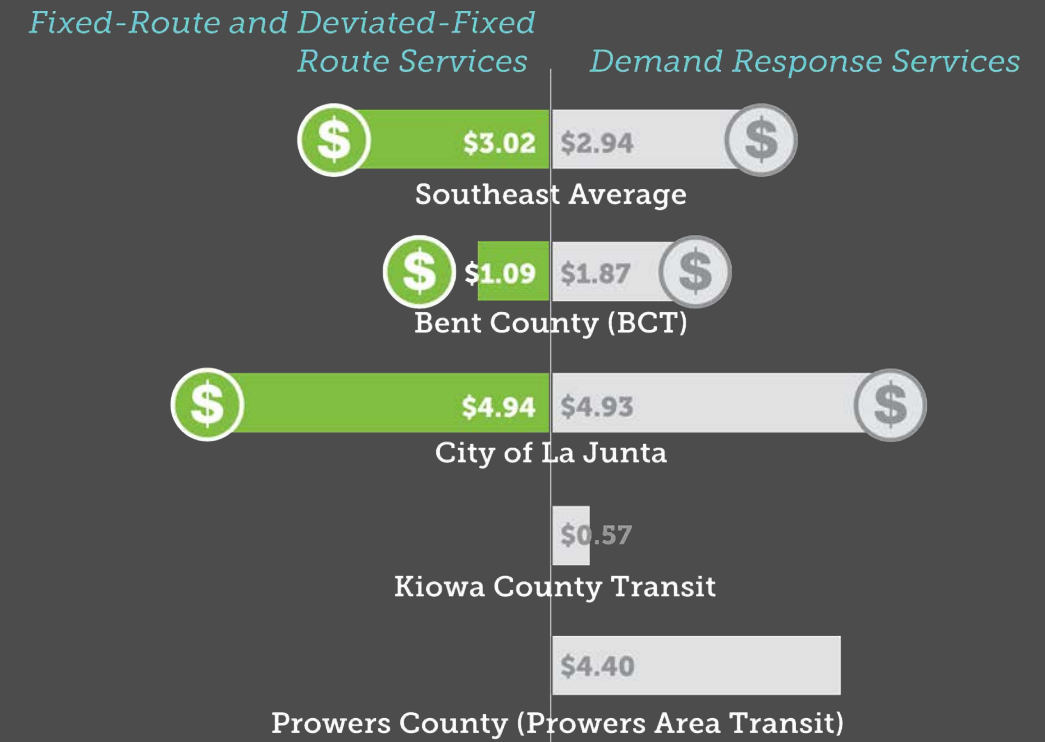 Fixed-Route and Deviated-Fixed
Route Services
Demand Response Services
$ $3.02 $2.94 $
Southeast Average
$ $1.09 $1.87 $
Bent County (BCT)
$ $4.94 $4.93 $
City of La Junta
$0.57
Kiowa County Transit
$4.40
Prowers County (Prowers Area Transit)